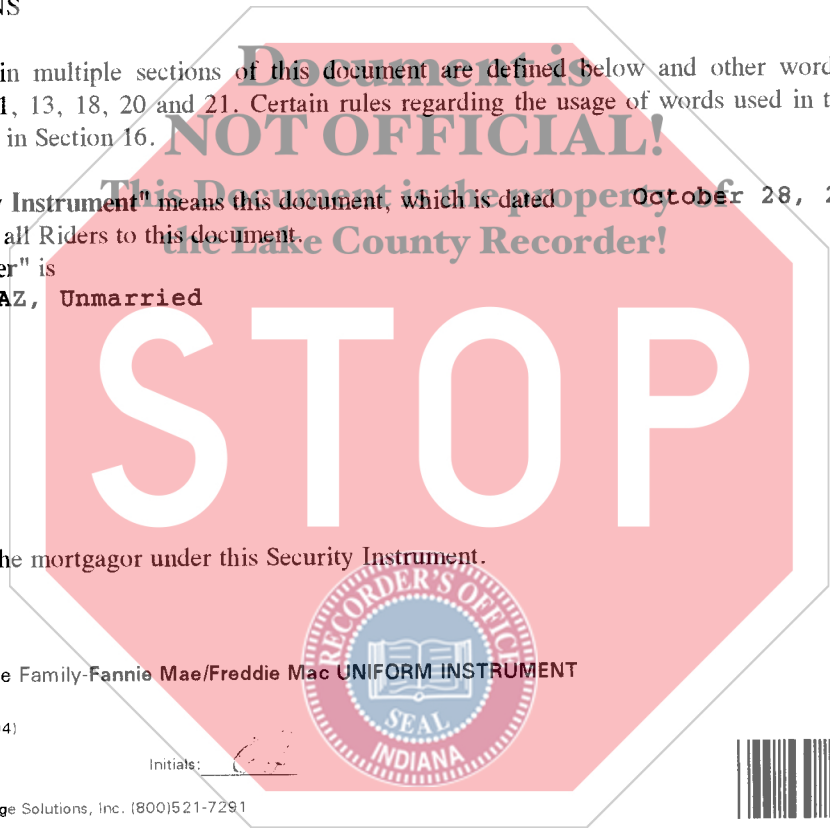 NS
Document is
in multiple sections of this document are defined below and other word
1, 13, 18, 20 and 21. Certain rules regarding the usage of words used in t
NOT OFFICIAL!
in Section 16.
This Document is the property of
Instrument" means this document, which is dated October 28, 2
all Riders to this document.
the Lake County Recorder!
er" is
AZ, Unmarried
STOP
he mortgagor under this Security Instrument.
RECORDER'S OFFICE
e Family-Fannie Mae/Freddie Mac UNIFORM INSTRUMENT
SEAL
INDIANA
4)
Initials:
ge Solutions, Inc. (800)521-7291